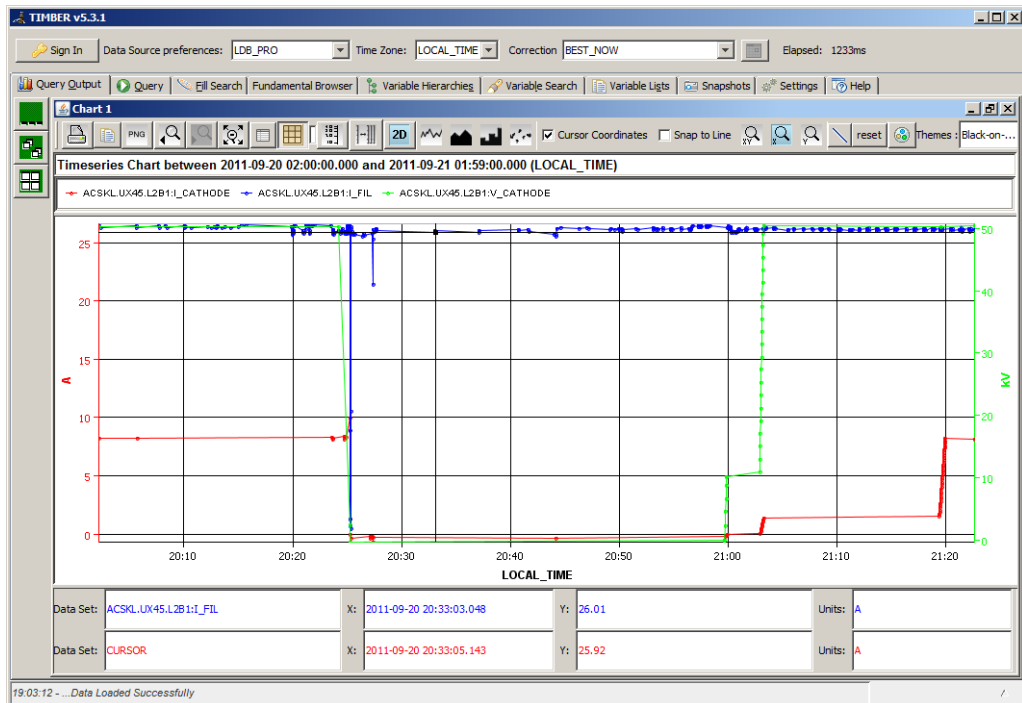 TIMBER v5.3.1
Sign In Data Source preferences: LDB_PRO Time Zone: LOCAL_TIME Correction BEST_NOW Elapsed: 1233ms
Query Output Query Fill Search Fundamental Browser Variable Hierarchies Variable Search Variable Lists Snapshots Settings Help
Chart 1
PNG 2D Cursor Coordinates Snap to Line XY X Y reset Themes : Black-on-...
Timeseries Chart between 2011-09-20 02:00:00.000 and 2011-09-21 01:59:00.000 (LOCAL_TIME)
ACSKL.UX45.L2B1:I_CATHODE ACSKL.UX45.L2B1:I_FIL ACSKL.UX45.L2B1:V_CATHODE
25
20
15
10
5
0
A
50
40
30
20
10
0
kV
20:10 20:20 20:30 20:40 20:50 21:00 21:10 21:20
LOCAL_TIME
Data Set: ACSKL.UX45.L2B1:I_FIL X: 2011-09-20 20:33:03.048 Y: 26.01 Units: A
Data Set: CURSOR X: 2011-09-20 20:33:05.143 Y: 25.92 Units: A
19:03:12 - ...Data Loaded Successfully